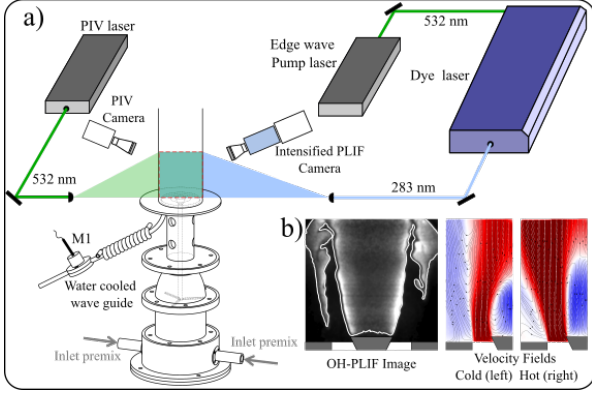 a)
PIV laser
PIV
Camera
532 nm
Edge wave
Pump laser
532 nm
Dye laser
Intensified PLIF
Camera
283 nm
M1
Water cooled
wave guide
Inlet premix
Inlet premix
b)
OH-PLIF Image
Velocity Fields
Cold (left) Hot (right)